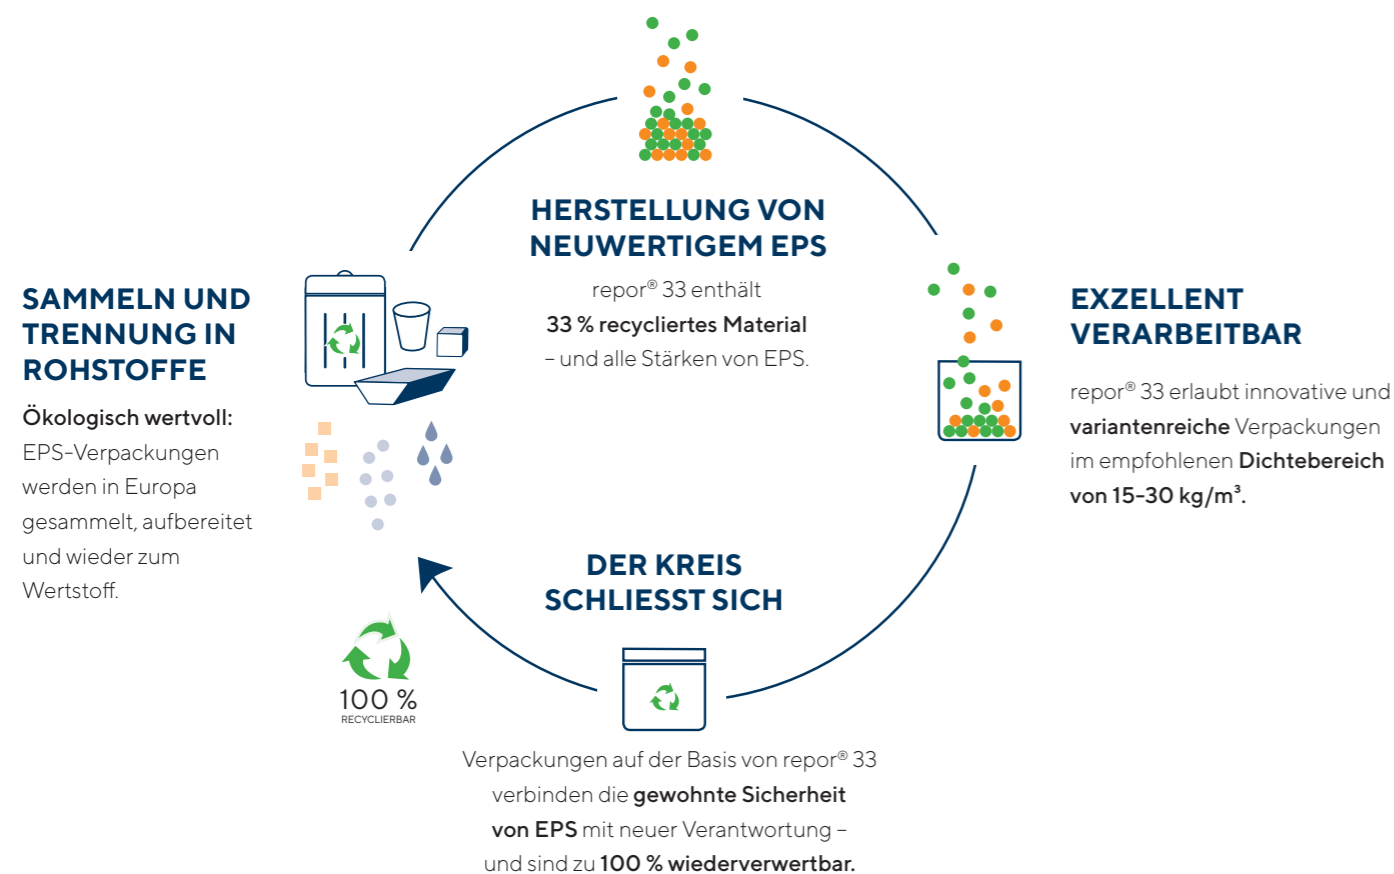 HERSTELLUNG VON
NEUWERTIGEM EPS
repor® 33 enthält
33 % recycliertes Material
– und alle Stärken von EPS.
SAMMELN UND
TRENNUNG IN
ROHSTOFFE
Ökologisch wertvoll:
EPS-Verpackungen
werden in Europa
gesammelt, aufbereitet
und wieder zum
Wertstoff.
EXZELLENT
VERARBEITBAR
repor® 33 erlaubt innovative und
variantenreiche Verpackungen
im empfohlenen Dichtebereich
von 15-30 kg/m³.
DER KREIS
SCHLIESST SICH
100 %
RECYCLIERBAR
Verpackungen auf der Basis von repor® 33
verbinden die gewohnte Sicherheit
von EPS mit neuer Verantwortung –
und sind zu 100 % wiederverwertbar.